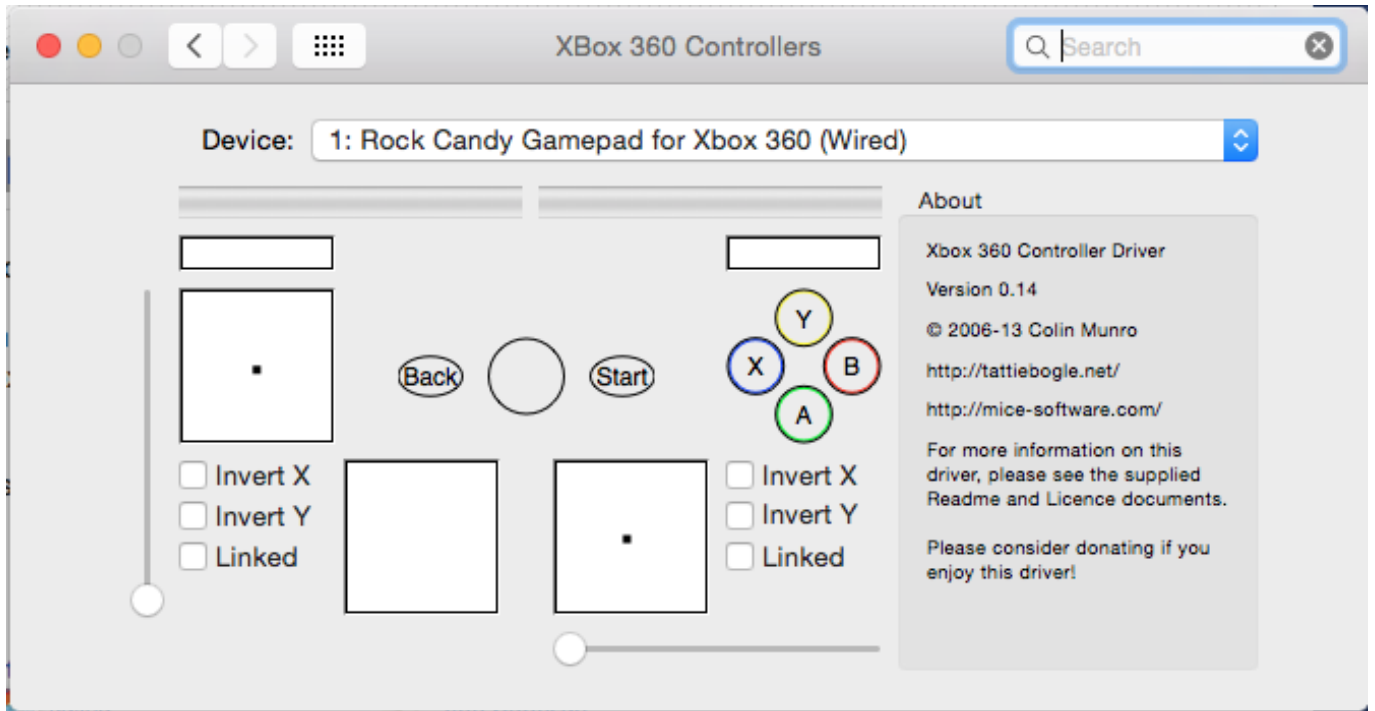 XBox 360 Controllers
Search
Device:
1: Rock Candy Gamepad for Xbox 360 (Wired)
Back
Start
Y
X
B
A
Invert X
Invert Y
Linked
Invert X
Invert Y
Linked
About
Xbox 360 Controller Driver
Version 0.14
© 2006-13 Colin Munro
http://tattiebogle.net/
http://mice-software.com/
For more information on this
driver, please see the supplied
Readme and Licence documents.
Please consider donating if you
enjoy this driver!